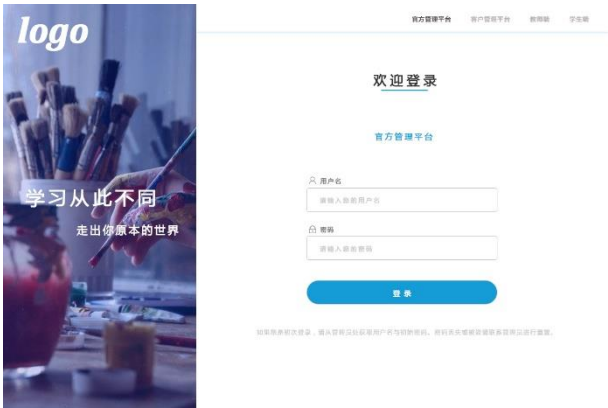 logo
学习从此不同
走出你原本的世界
官方管理平台 客户管理平台 教师端 学生端
欢迎登录
官方管理平台
用户名
请输入您的用户名
密码
请输入您的密码
登 录